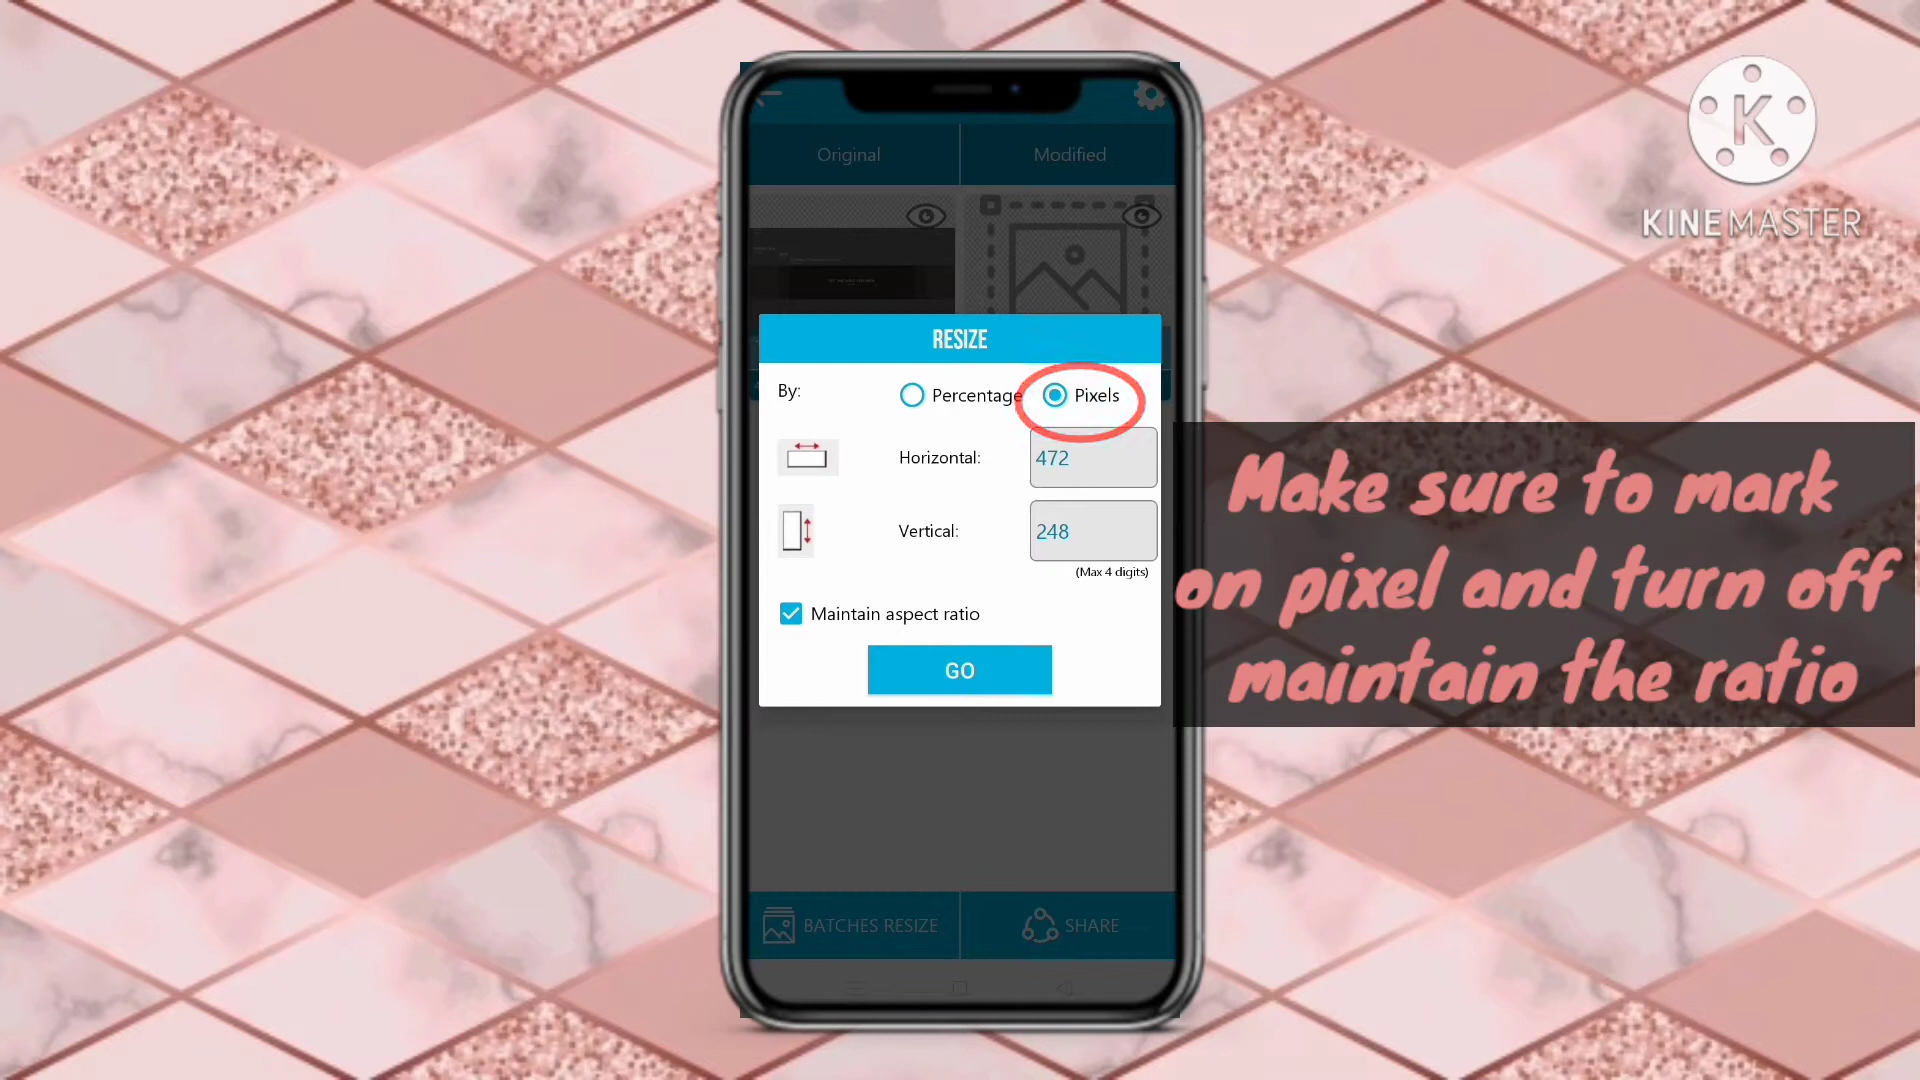 KINEMASTER
Original
Modified
RESIZE
By:
Percentage
Pixels
Horizontal:
472
Vertical:
248
(Max 4 digits)
Maintain aspect ratio
GO
BATCHES RESIZE
SHARE
Make sure to mark
on pixel and turn off
maintain the ratio